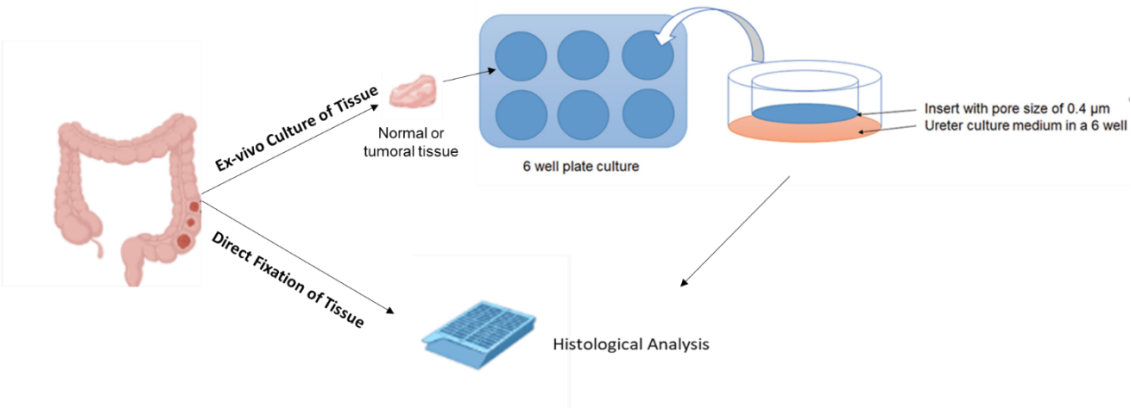 Ex-vivo Culture of Tissue
Normal or
tumoral tissue
6 well plate culture
Insert with pore size of 0.4 µm
Ureter culture medium in a 6 well
Direct Fixation of Tissue
Histological Analysis